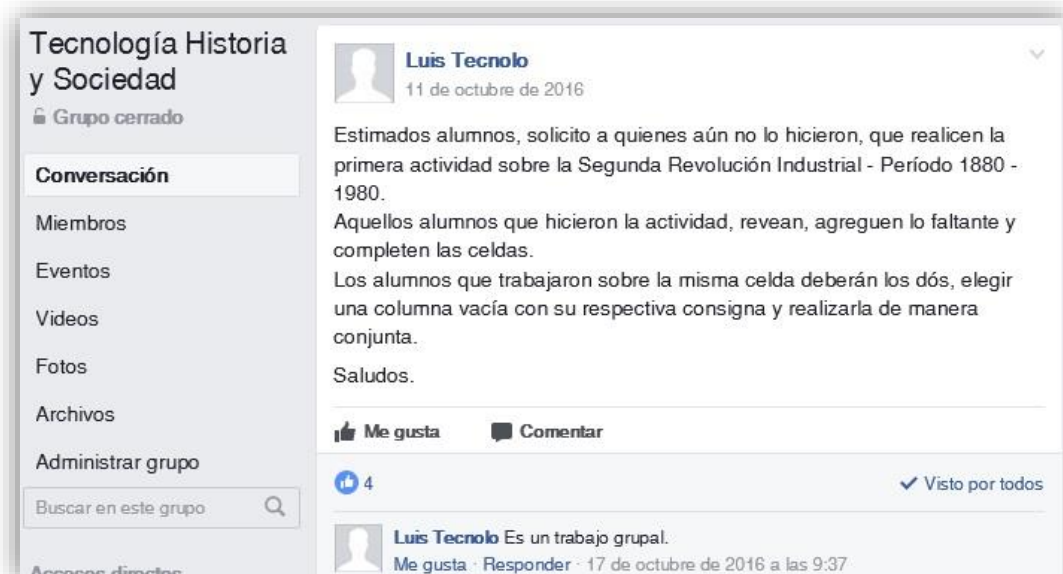 Tecnología Historia
y Sociedad
Grupo cerrado
Conversación
Miembros
Eventos
Videos
Fotos
Archivos
Administrar grupo
Buscar en este grupo
Accesos directos
Luis Tecnolo
11 de octubre de 2016
Estimados alumnos, solicito a quienes aún no lo hicieron, que realicen la
primera actividad sobre la Segunda Revolución Industrial - Período 1880 -
1980.
Aquellos alumnos que hicieron la actividad, revean, agreguen lo faltante y
completen las celdas.
Los alumnos que trabajaron sobre la misma celda deberán los dós, elegir
una columna vacía con su respectiva consigna y realizarla de manera
conjunta.
Saludos.
Me gusta Comentar
4 Visto por todos
Luis Tecnolo Es un trabajo grupal.
Me gusta · Responder · 17 de octubre de 2016 a las 9:37